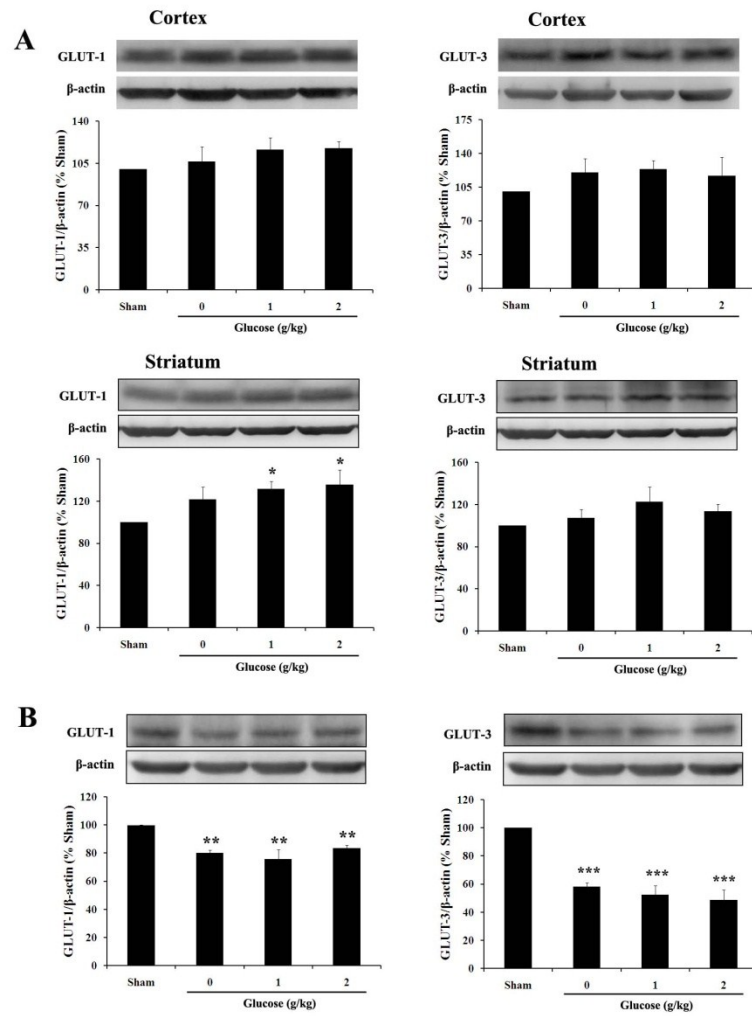 A
Cortex
GLUT-1
β-actin
GLUT-1/β-actin (% Sham)
140
105
70
35
0
Sham 0 1 2
Glucose (g/kg)
Cortex
GLUT-3
β-actin
GLUT-3/β-actin (% Sham)
175
140
105
70
35
0
Sham 0 1 2
Glucose (g/kg)
Striatum
GLUT-1
β-actin
GLUT-1/β-actin (% Sham)
160
120
80
40
0
* *
Sham 0 1 2
Glucose (g/kg)
Striatum
GLUT-3
β-actin
GLUT-3/β-actin (% Sham)
160
120
80
40
0
Sham 0 1 2
Glucose (g/kg)
B
GLUT-1
β-actin
GLUT-1/β-actin (% Sham)
120
100
80
60
40
20
0
** ** **
Sham 0 1 2
Glucose (g/kg)
GLUT-3
β-actin
GLUT-3/β-actin (% Sham)
120
100
80
60
40
20
0
*** *** ***
Sham 0 1 2
Glucose (g/kg)